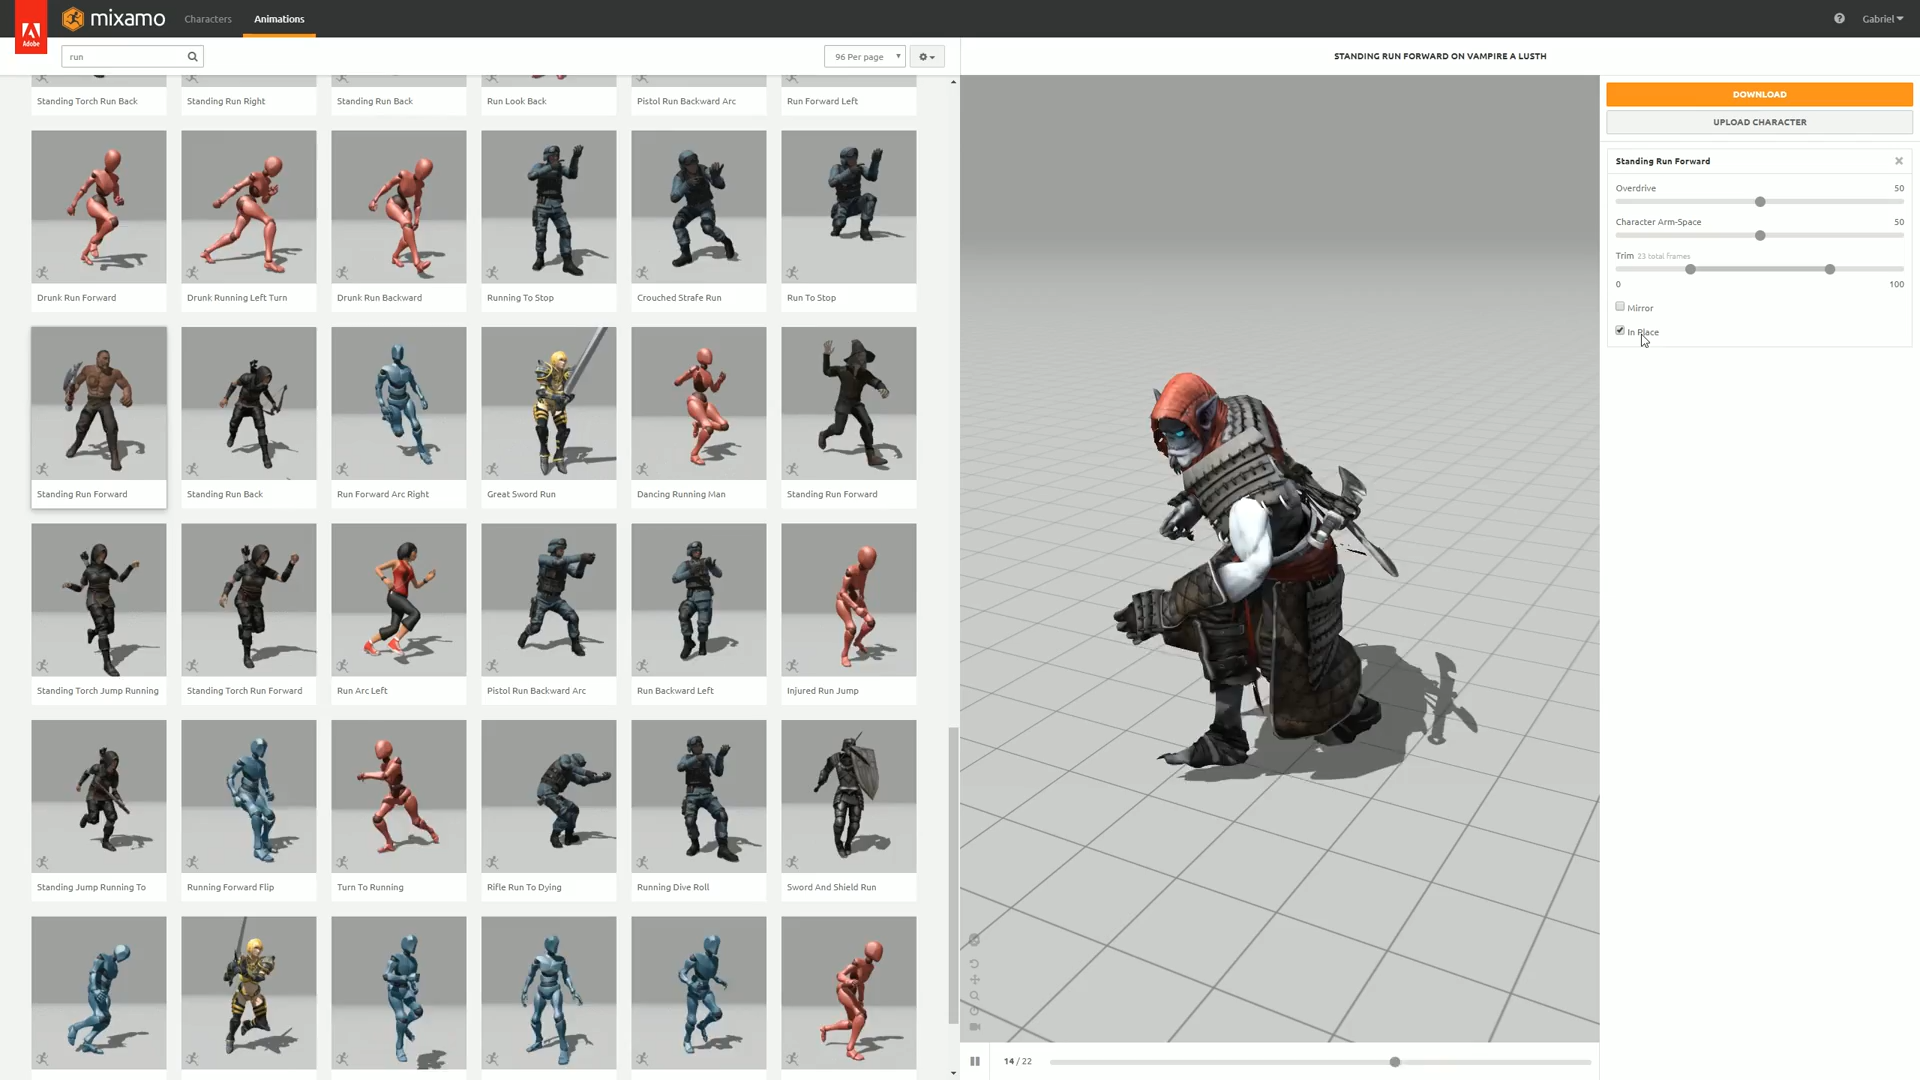 Adobe
mixamo
Characters
Animations
Gabriel
run
96 Per page
STANDING RUN FORWARD ON VAMPIRE A LUSTH
Standing Torch Run Back
Standing Run Right
Standing Run Back
Run Look Back
Pistol Run Backward Arc
Run Forward Left
Drunk Run Forward
Drunk Running Left Turn
Drunk Run Backward
Running To Stop
Crouched Strafe Run
Run To Stop
Standing Run Forward
Standing Run Back
Run Forward Arc Right
Great Sword Run
Dancing Running Man
Standing Run Forward
Standing Torch Jump Running
Standing Torch Run Forward
Run Arc Left
Pistol Run Backward Arc
Run Backward Left
Injured Run Jump
Standing Jump Running To
Running Forward Flip
Turn To Running
Rifle Run To Dying
Running Dive Roll
Sword And Shield Run
14 / 22
DOWNLOAD
UPLOAD CHARACTER
Standing Run Forward
Overdrive 50
Character Arm-Space 50
Trim 23 total frames
0 100
Mirror
In Place